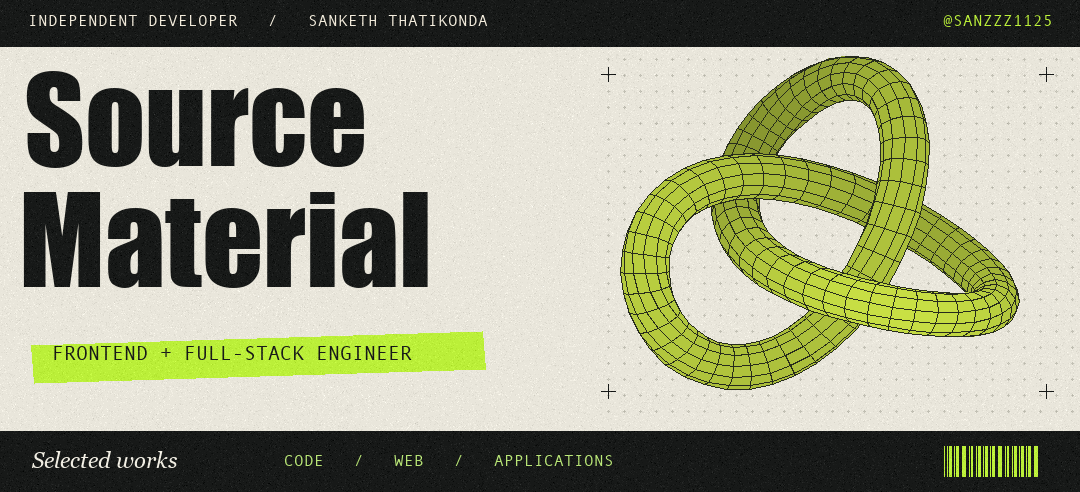 INDEPENDENT DEVELOPER / SANKETH THATIKONDA @SANZZZ1125
Source
Material
FRONTEND + FULL-STACK ENGINEER
Selected works CODE / WEB / APPLICATIONS